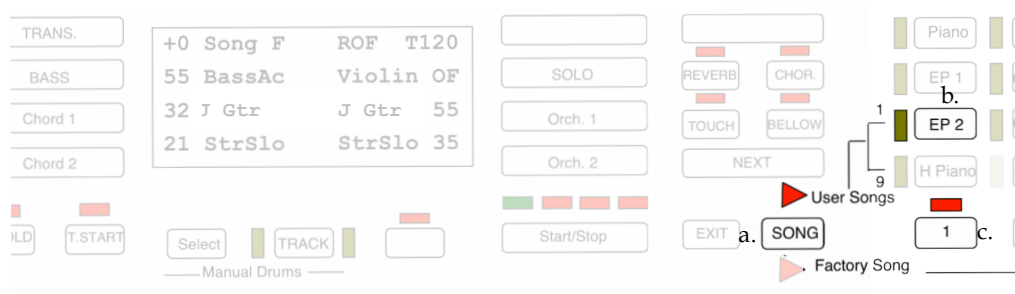 TRANS.
+0 Song F ROF T120
Piano
BASS
55 BassAc Violin OF
SOLO
REVERB CHOR.
EP 1
b.
Chord 1
32 J Gtr J Gtr 55
Orch. 1
TOUCH BELLOW
1
EP 2
Chord 2
21 StrSlo StrSlo 35
Orch. 2
NEXT
9
H Piano
User Songs
LD T.START
Select TRACK
Start/Stop
EXIT a. SONG
1 c.
Manual Drums
Factory Song